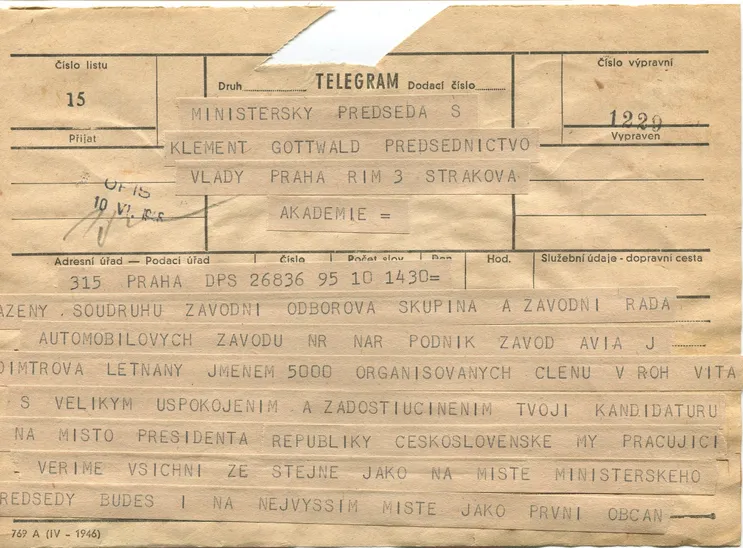 Číslo listu
15
Přijat
Druh TELEGRAM Dodací číslo
Číslo výpravní
1229
Vypraven
MINISTERSKY PREDSEDA S
KLEMENT GOTTWALD PREDSEDNICTVO
VLADY PRAHA RIM 3 STRAKOVA
AKADEMIE =
10 VI.
Adresní úřad — Podací úřad Číslo Počet slov Den Hod. Služební údaje - dopravní cesta
315 PRAHA DPS 26836 95 10 1430=
AZENY SOUDRUHU ZAVODNI ODBOROVA SKUPINA A ZAVODNI RADA
AUTOMOBILOVYCH ZAVODU NR NAR PODNIK ZAVOD AVIA J
DIMTROVA LETNANY JMENEM 5000 ORGANISOVANYCH CLENU V ROH VITA
S VELIKYM USPOKOJENIM A ZADOSTIUCINENIM TVOJI KANDIDATURU
NA MISTO PRESIDENTA REPUBLIKY CESKOSLOVENSKE MY PRACUJICI
VERIME VSICHNI ZE STEJNE JAKO NA MISTE MINISTERSKEHO
REDSEDY BUDES I NA NEJVYSSIM MISTE JAKO PRVNI OBCAN
769 A (IV - 1946)